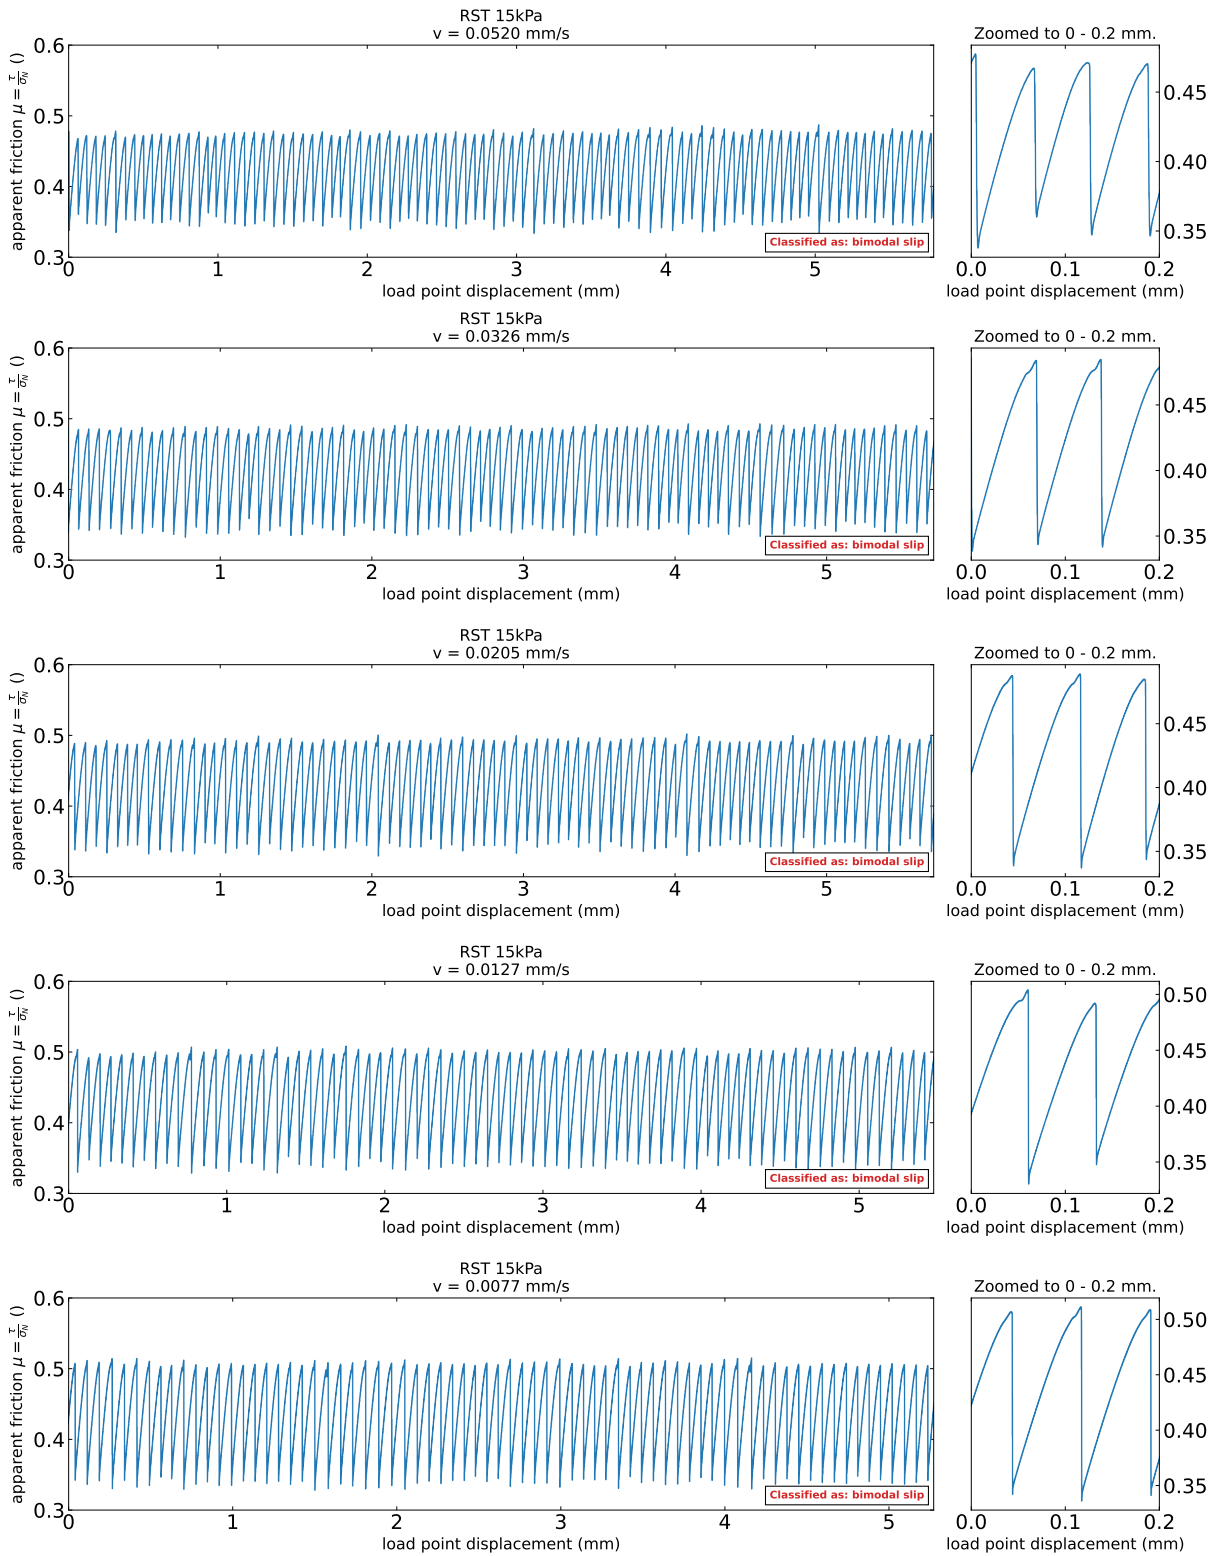 RST 15kPa
v = 0.0520 mm/s
Zoomed to 0 - 0.2 mm.
apparent friction μ = τ/σ_N ()
0.6
0.5
0.4
0.3
0 1 2 3 4 5
load point displacement (mm)
Classified as: bimodal slip
0.45
0.40
0.35
0.0 0.1 0.2
load point displacement (mm)
RST 15kPa
v = 0.0326 mm/s
Zoomed to 0 - 0.2 mm.
apparent friction μ = τ/σ_N ()
0.6
0.5
0.4
0.3
0 1 2 3 4 5
load point displacement (mm)
Classified as: bimodal slip
0.45
0.40
0.35
0.0 0.1 0.2
load point displacement (mm)
RST 15kPa
v = 0.0205 mm/s
Zoomed to 0 - 0.2 mm.
apparent friction μ = τ/σ_N ()
0.6
0.5
0.4
0.3
0 1 2 3 4 5
load point displacement (mm)
Classified as: bimodal slip
0.45
0.40
0.35
0.0 0.1 0.2
load point displacement (mm)
RST 15kPa
v = 0.0127 mm/s
Zoomed to 0 - 0.2 mm.
apparent friction μ = τ/σ_N ()
0.6
0.5
0.4
0.3
0 1 2 3 4 5
load point displacement (mm)
Classified as: bimodal slip
0.50
0.45
0.40
0.35
0.0 0.1 0.2
load point displacement (mm)
RST 15kPa
v = 0.0077 mm/s
Zoomed to 0 - 0.2 mm.
apparent friction μ = τ/σ_N ()
0.6
0.5
0.4
0.3
0 1 2 3 4 5
load point displacement (mm)
Classified as: bimodal slip
0.50
0.45
0.40
0.35
0.0 0.1 0.2
load point displacement (mm)